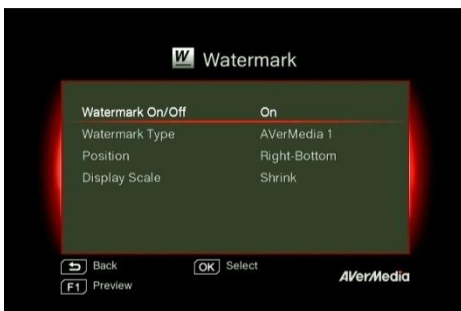 W Watermark
Watermark On/Off On
Watermark Type AVerMedia 1
Position Right-Bottom
Display Scale Shrink
Back OK Select
F1 Preview
AVerMedia